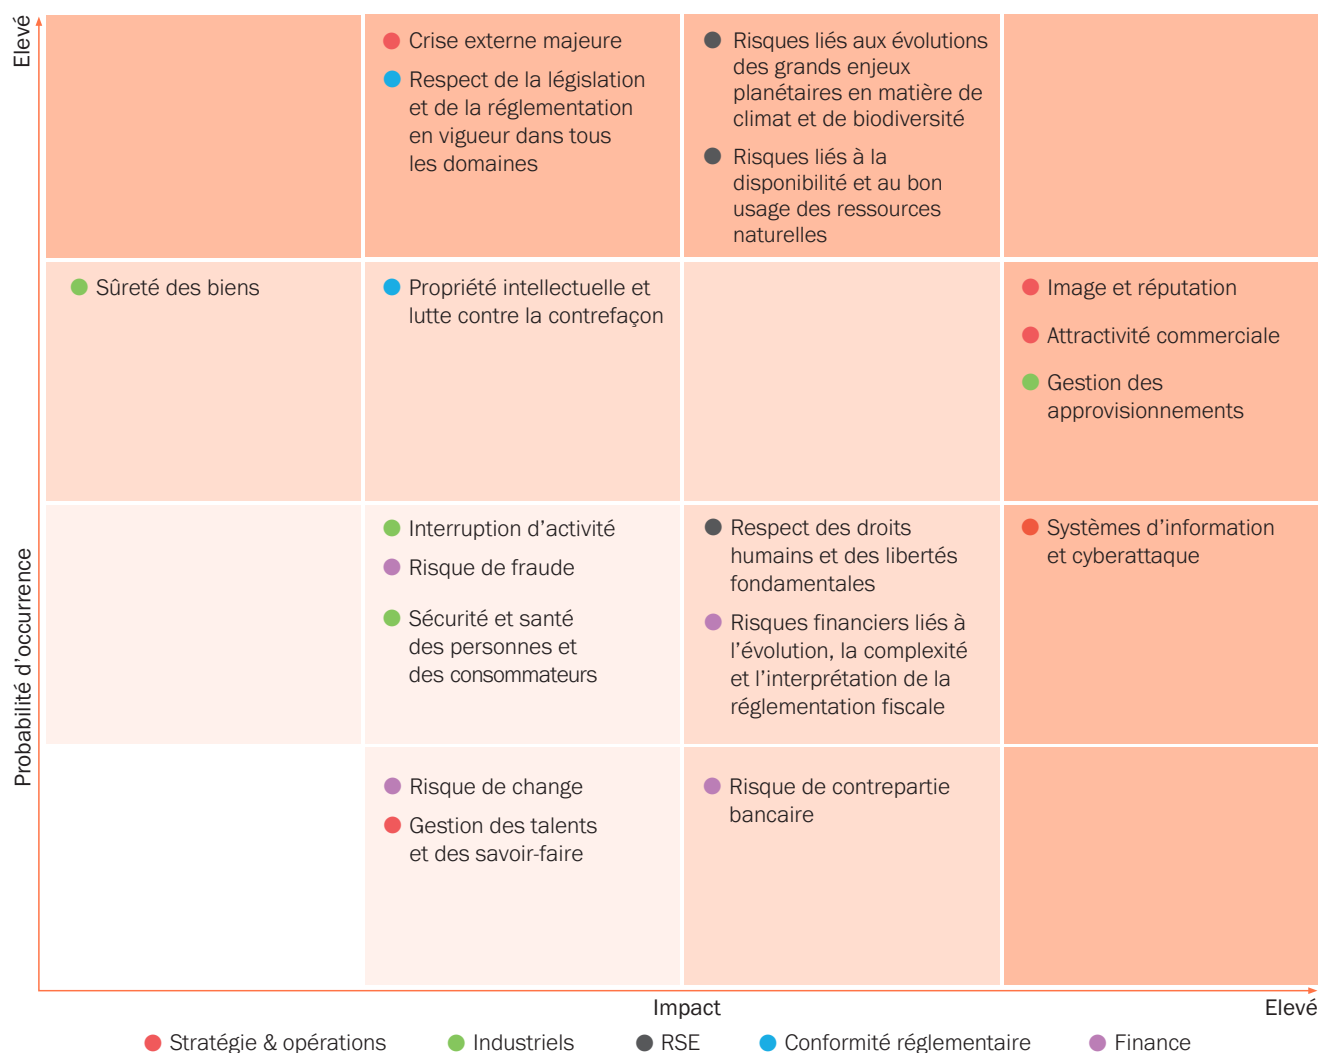 Elevé
Crise externe majeure
Respect de la législation
et de la réglementation
en vigueur dans tous
les domaines
Risques liés aux évolutions
des grands enjeux
planétaires en matière de
climat et de biodiversité
Risques liés à la
disponibilité et au bon
usage des ressources
naturelles
Sûreté des biens
Propriété intellectuelle et
lutte contre la contrefaçon
Image et réputation
Attractivité commerciale
Gestion des
approvisionnements
Probabilité d'occurrence
Interruption d'activité
Risque de fraude
Sécurité et santé
des personnes et
des consommateurs
Respect des droits
humains et des libertés
fondamentales
Risques financiers liés à
l'évolution, la complexité
et l'interprétation de la
réglementation fiscale
Systèmes d'information
et cyberattaque
Risque de change
Gestion des talents
et des savoir-faire
Risque de contrepartie
bancaire
Impact
Elevé
Stratégie & opérations
Industriels
RSE
Conformité réglementaire
Finance